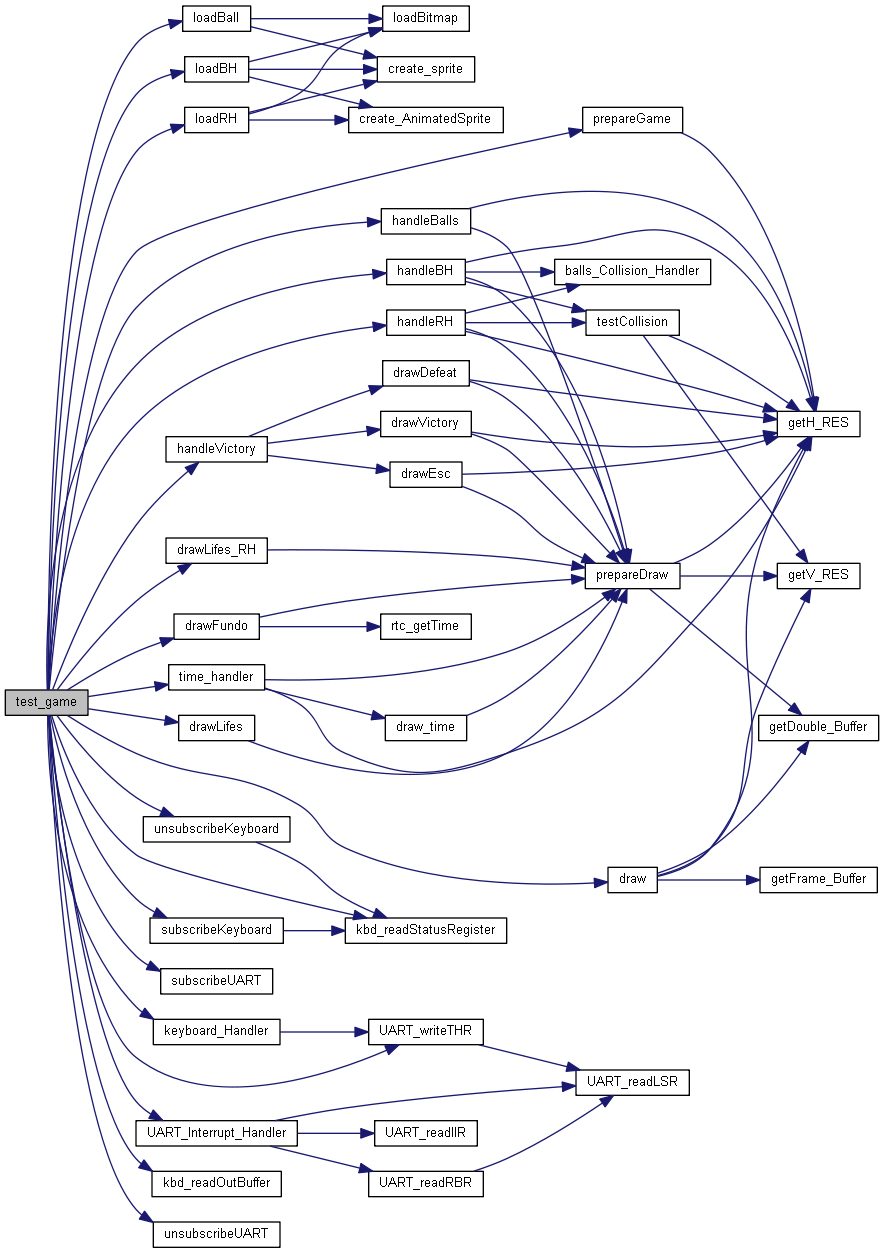 loadBall
loadBitmap
loadBH
create_sprite
loadRH
create_AnimatedSprite
prepareGame
handleBalls
handleBH
balls_Collision_Handler
handleRH
testCollision
drawDefeat
drawVictory
getH_RES
handleVictory
drawEsc
drawLifes_RH
prepareDraw
getV_RES
drawFundo
rtc_getTime
time_handler
test_game
drawLifes
draw_time
getDouble_Buffer
unsubscribeKeyboard
draw
getFrame_Buffer
subscribeKeyboard
kbd_readStatusRegister
subscribeUART
keyboard_Handler
UART_writeTHR
UART_readLSR
UART_Interrupt_Handler
UART_readIIR
kbd_readOutBuffer
UART_readRBR
unsubscribeUART